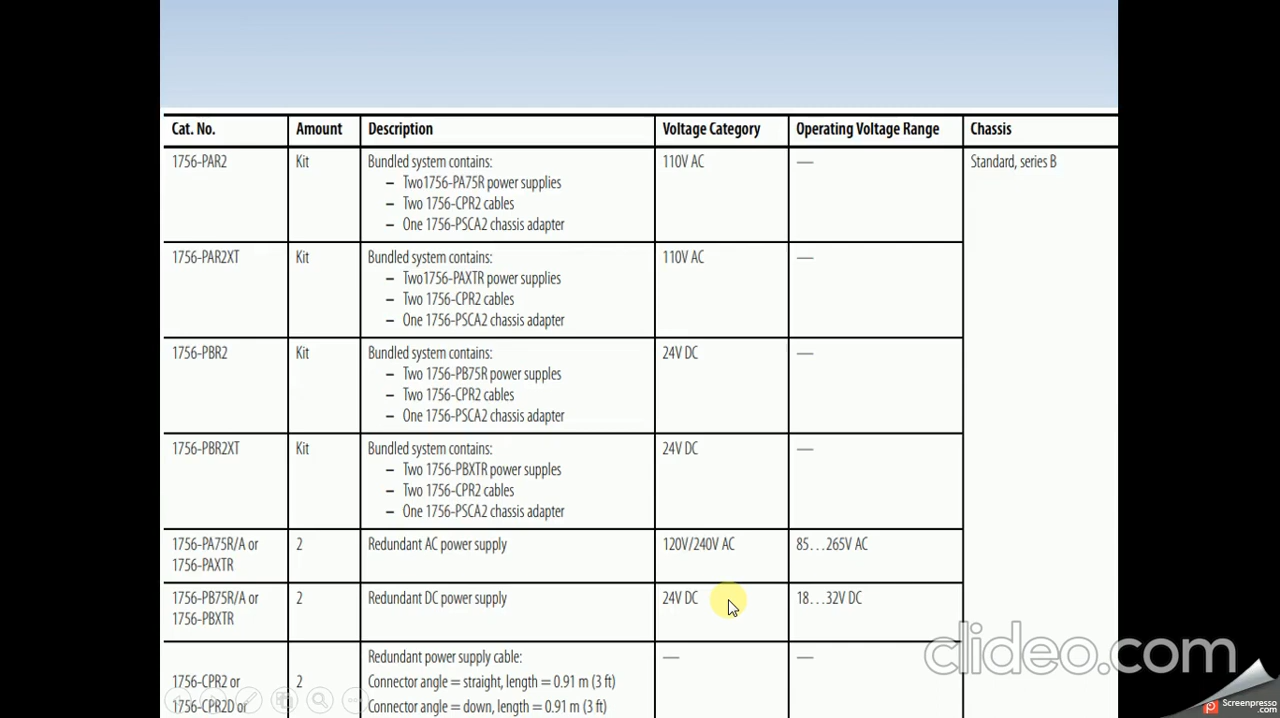 Cat. No. Amount Description Voltage Category Operating Voltage Range Chassis
1756-PAR2 Kit Bundled system contains: 110V AC — Standard, series B
– Two1756-PA75R power supplies
– Two 1756-CPR2 cables
– One 1756-PSCA2 chassis adapter
1756-PAR2XT Kit Bundled system contains: 110V AC —
– Two1756-PAXTR power supplies
– Two 1756-CPR2 cables
– One 1756-PSCA2 chassis adapter
1756-PBR2 Kit Bundled system contains: 24V DC —
– Two 1756-PB75R power supples
– Two 1756-CPR2 cables
– One 1756-PSCA2 chassis adapter
1756-PBR2XT Kit Bundled system contains: 24V DC —
– Two 1756-PBXTR power supples
– Two 1756-CPR2 cables
– One 1756-PSCA2 chassis adapter
1756-PA75R/A or 2 Redundant AC power supply 120V/240V AC 85…265V AC
1756-PAXTR
1756-PB75R/A or 2 Redundant DC power supply 24V DC 18…32V DC
1756-PBXTR
Redundant power supply cable: — —
1756-CPR2 or 2 Connector angle = straight, length = 0.91 m (3 ft)
1756-CPR2D or Connector angle = down, length = 0.91 m (3 ft)
clideo.com
Screenpresso
.com